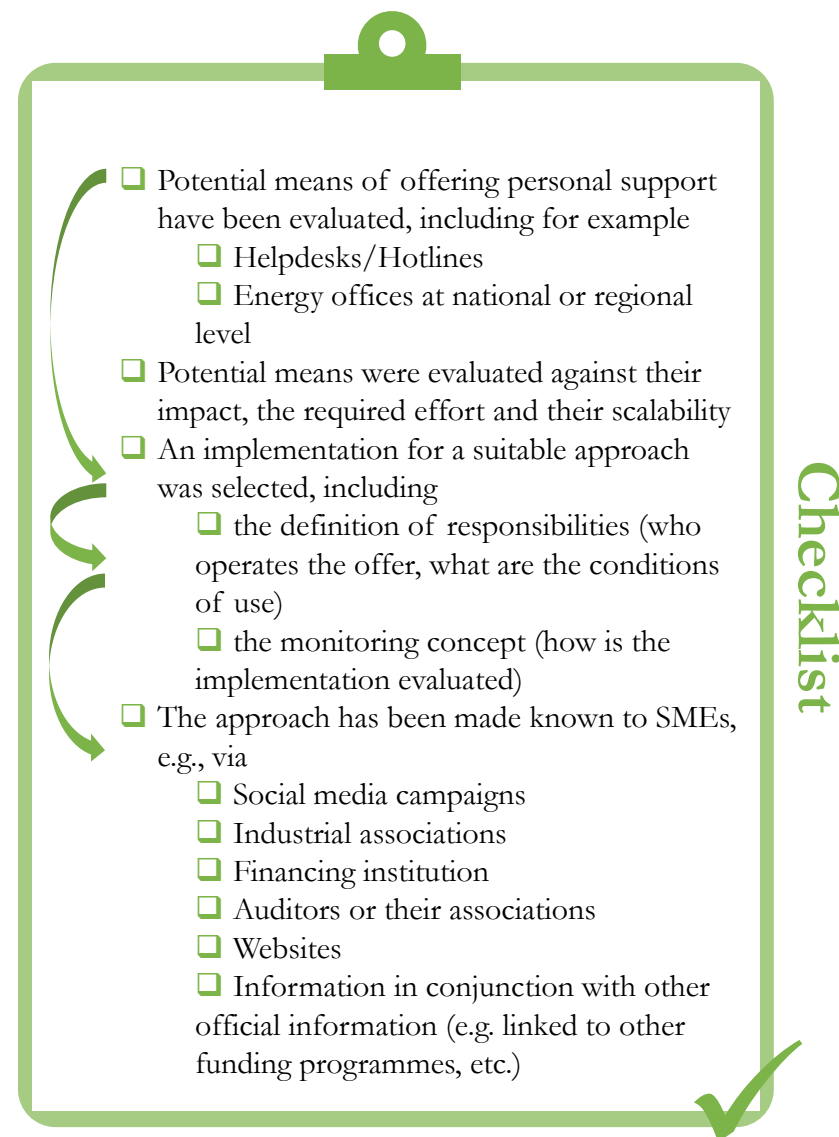 Potential means of offering personal support
have been evaluated, including for example
Helpdesks/Hotlines
Energy offices at national or regional
level
Potential means were evaluated against their
impact, the required effort and their scalability
An implementation for a suitable approach
was selected, including
the definition of responsibilities (who
operates the offer, what are the conditions
of use)
the monitoring concept (how is the
implementation evaluated)
The approach has been made known to SMEs,
e.g., via
Social media campaigns
Industrial associations
Financing institution
Auditors or their associations
Websites
Information in conjunction with other
official information (e.g. linked to other
funding programmes, etc.)
Checklist